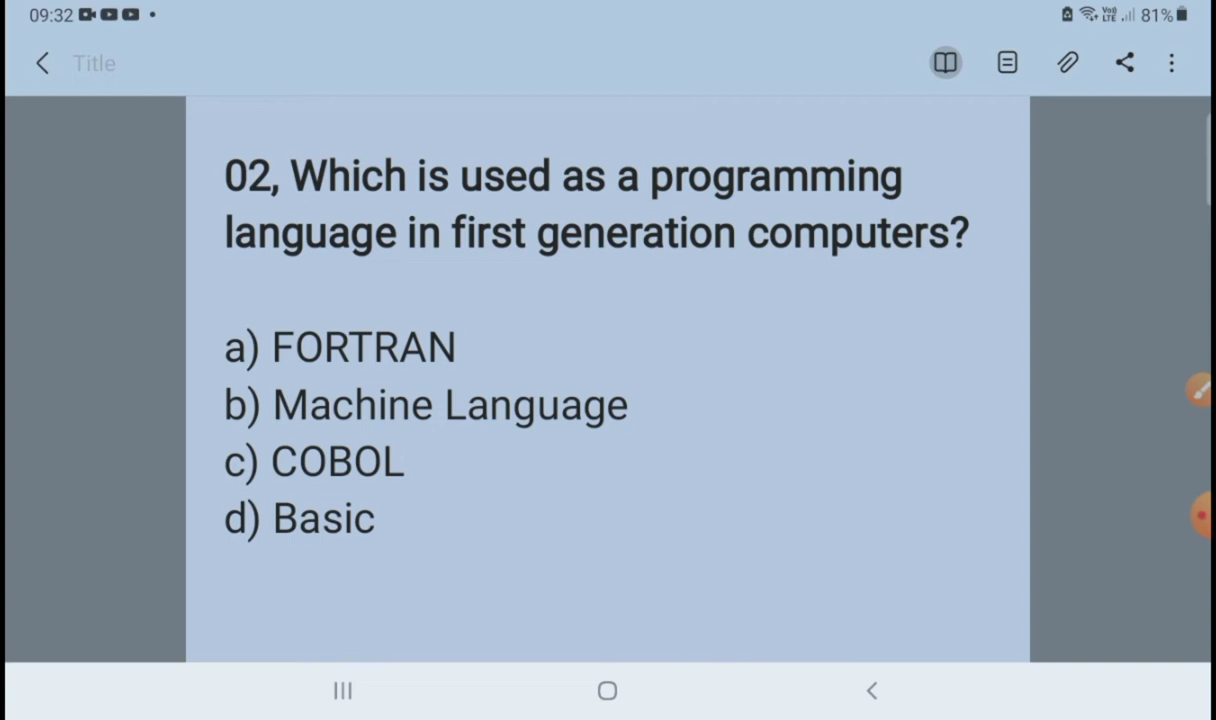 09:32 81%
Title
02, Which is used as a programming
language in first generation computers?
a) FORTRAN
b) Machine Language
c) COBOL
d) Basic